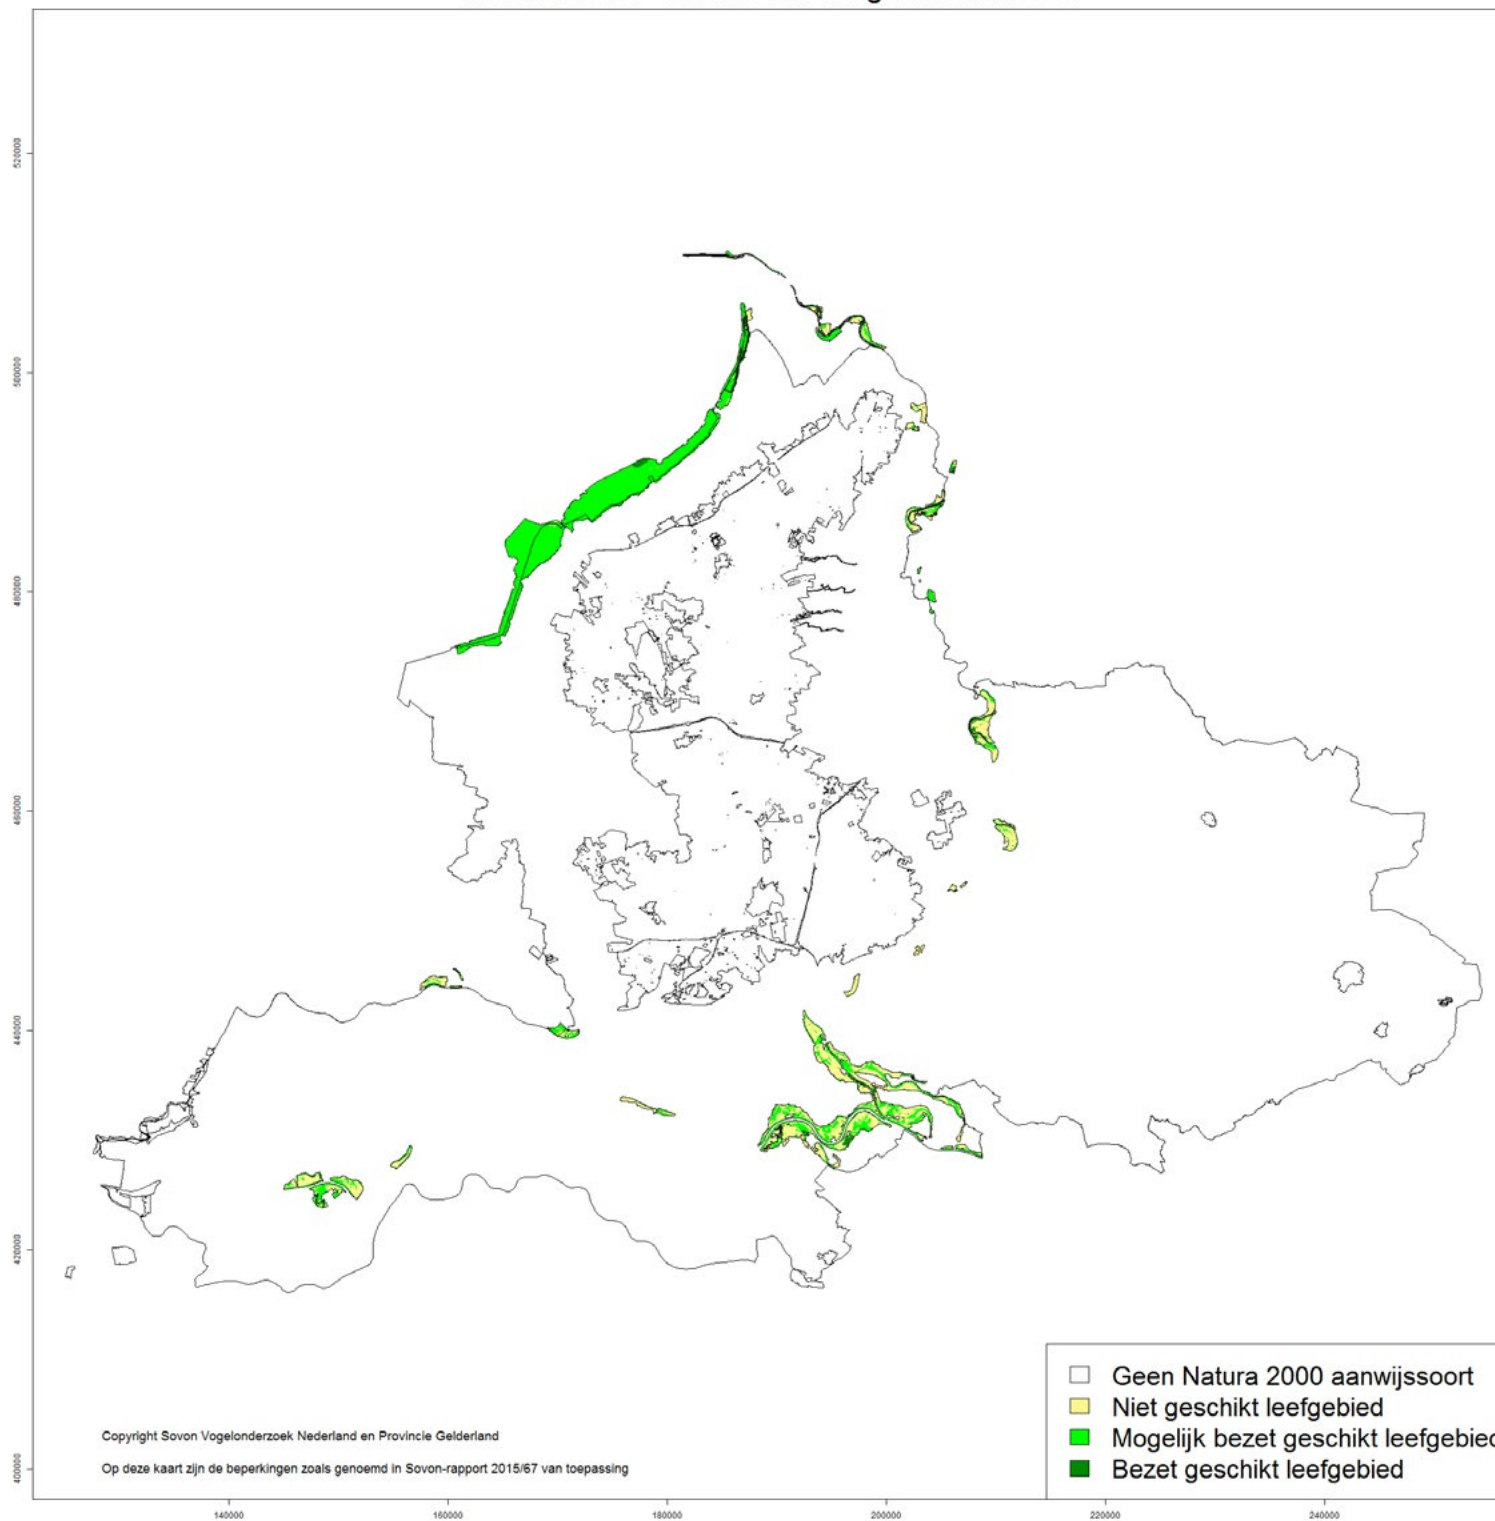 520000
500000
480000
460000
440000
420000
400000
Geen Natura 2000 aanwijssoort
Niet geschikt leefgebied
Mogelijk bezet geschikt leefgebied
Bezet geschikt leefgebied
Copyright Sovon Vogelonderzoek Nederland en Provincie Gelderland
Op deze kaart zijn de beperkingen zoals genoemd in Sovon-rapport 2015/67 van toepassing
140000
160000
180000
200000
220000
240000